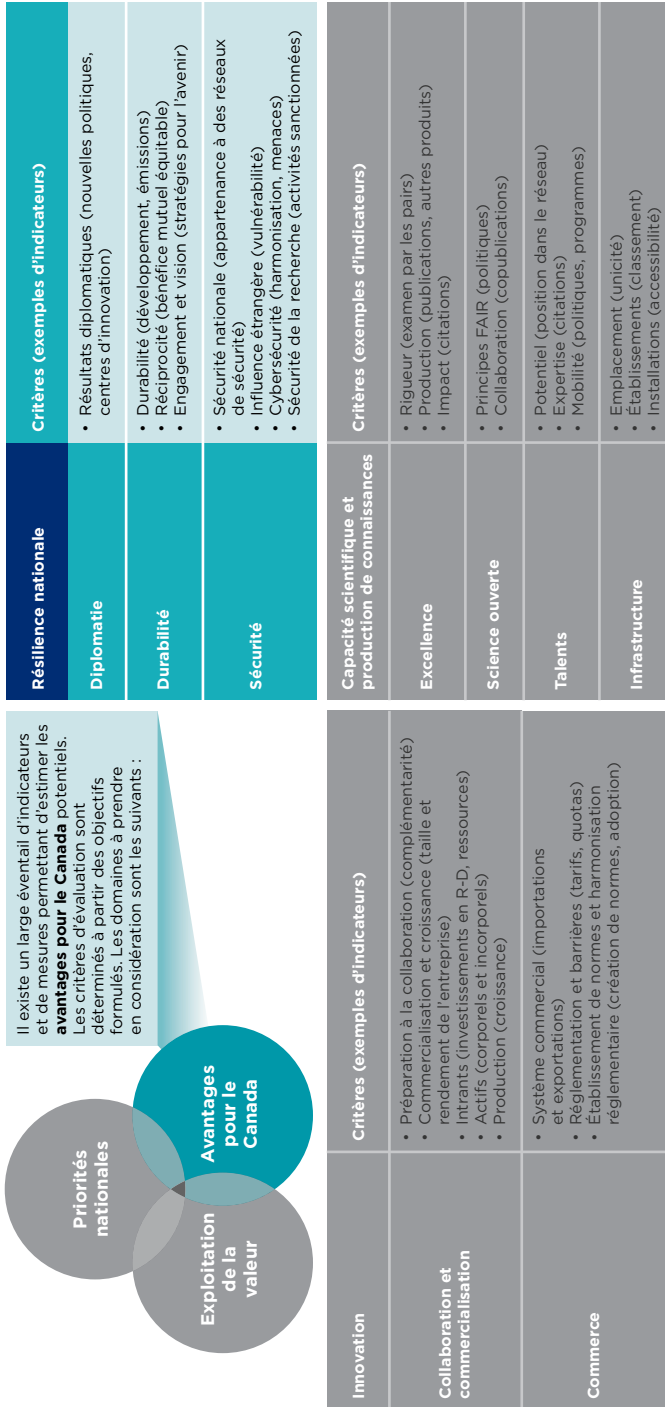 Priorités
nationales
Exploitation
de la
valeur
Avantages
pour le
Canada
Il existe un large éventail d'indicateurs
et de mesures permettant d'estimer les
avantages pour le Canada potentiels.
Les critères d'évaluation sont
déterminés à partir des objectifs
formulés. Les domaines à prendre
en considération sont les suivants :
Résilience nationale
Critères (exemples d'indicateurs)
Diplomatie
• Résultats diplomatiques (nouvelles politiques,
centres d'innovation)
Durabilité
• Durabilité (développement, émissions)
• Réciprocité (bénéfice mutuel équitable)
• Engagement et vision (stratégies pour l'avenir)
Sécurité
• Sécurité nationale (appartenance à des réseaux
de sécurité)
• Influence étrangère (vulnérabilité)
• Cybersécurité (harmonisation, menaces)
• Sécurité de la recherche (activités sanctionnées)
Innovation
Critères (exemples d'indicateurs)
Collaboration et
commercialisation
• Préparation à la collaboration (complémentarité)
• Commercialisation et croissance (taille et
rendement de l'entreprise)
• Intrants (investissements en R-D, ressources)
• Actifs (corporels et incorporels)
• Production (croissance)
Commerce
• Système commercial (importations
et exportations)
• Réglementation et barrières (tarifs, quotas)
• Établissement de normes et harmonisation
réglementaire (création de normes, adoption)
Capacité scientifique et
production de connaissances
Critères (exemples d'indicateurs)
Excellence
• Rigueur (examen par les pairs)
• Production (publications, autres produits)
• Impact (citations)
Science ouverte
• Principes FAIR (politiques)
• Collaboration (copublications)
Talents
• Potentiel (position dans le réseau)
• Expertise (citations)
• Mobilité (politiques, programmes)
Infrastructure
• Emplacement (unicité)
• Établissements (classement)
• Installations (accessibilité)